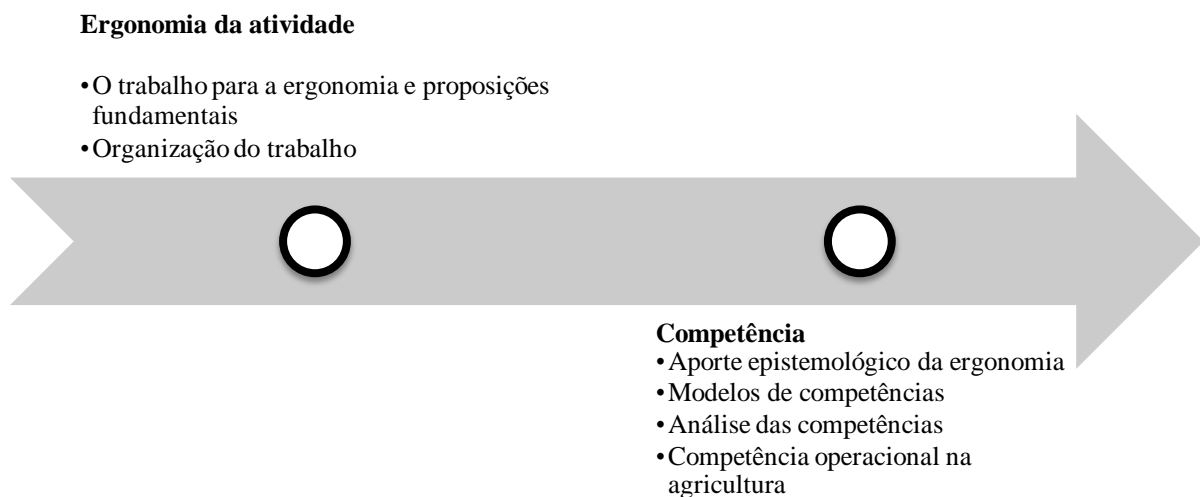 Ergonomia da atividade
•O trabalho para a ergonomia e proposições
fundamentais
•Organização do trabalho
Competência
•Aporte epistemológico da ergonomia
•Modelos de competências
•Análise das competências
•Competência operacional na
agricultura